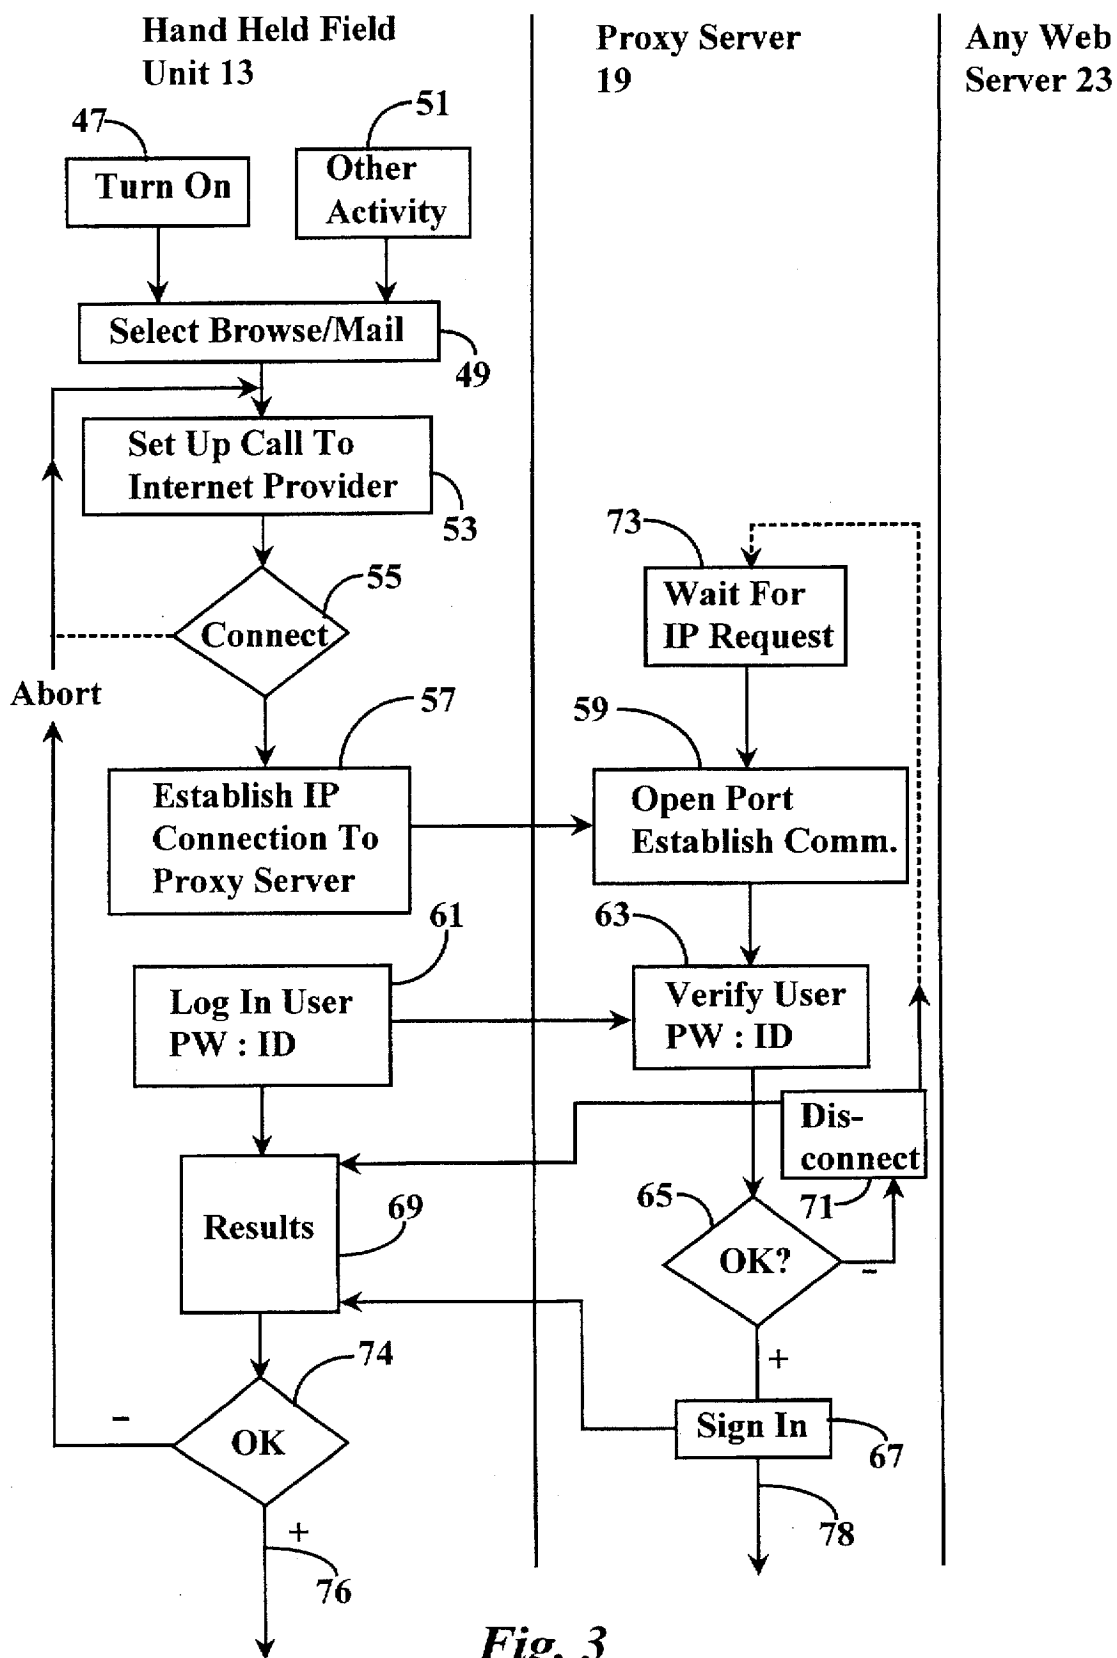 Hand Held Field
Unit 13
Proxy Server
19
Any Web
Server 23
47
51
Turn On
Other
Activity
Select Browse/Mail
49
Set Up Call To
Internet Provider
53
73
Wait For
IP Request
55
Connect
Abort
57
59
Establish IP
Connection To
Proxy Server
Open Port
Establish Comm.
61
63
Log In User
PW : ID
Verify User
PW : ID
Dis-
connect
71
Results
69
65
OK?
-
+
74
-
OK
Sign In
67
+
76
78
Fig. 3